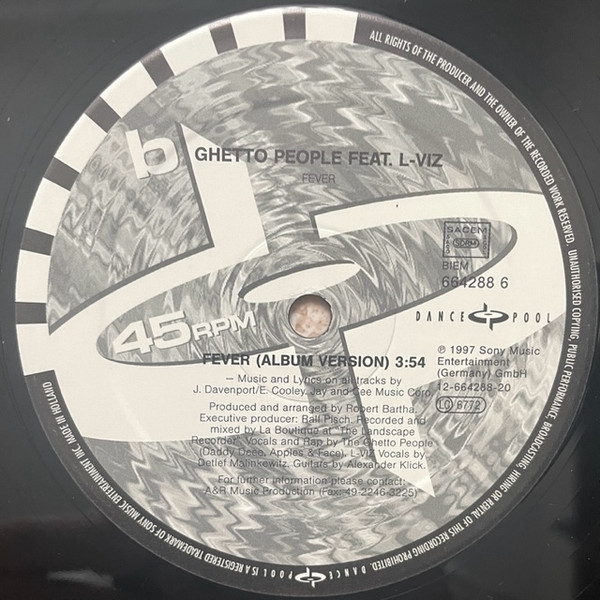 b
GHETTO PEOPLE FEAT. L-VIZ
FEVER
SACEM
SDRM
BIEM
664288 6
DANCE POOL
45 RPM
FEVER (ALBUM VERSION) 3:54
– Music and Lyrics on all tracks by
J. Davenport/E. Cooley. Jay and Cee Music Corp.
Produced and arranged by Robert Bartha.
Executive producer: Ralf Pisch. Recorded and
mixed by La Boutique at "The Landscape
Recorder". Vocals and Rap by The Ghetto People
(Daddy Deee, Apples & Face). L-Viz Vocals by
Detlef Malinkewitz. Guitars by Alexander Klick.
For further information please contact:
A&R Music Production (Fax: 49-2246-3225)
℗ 1997 Sony Music
Entertainment
(Germany) GmbH
12-664288-20
LC 6772
ALL RIGHTS OF THE PRODUCER AND THE OWNER OF THE RECORDED WORK RESERVED. UNAUTHORISED COPYING, PUBLIC PERFORMANCE, BROADCASTING, HIRING OR RENTAL OF THIS RECORDING PROHIBITED. DANCE POOL IS A REGISTERED TRADEMARK OF SONY MUSIC ENTERTAINMENT INC. MADE IN HOLLAND